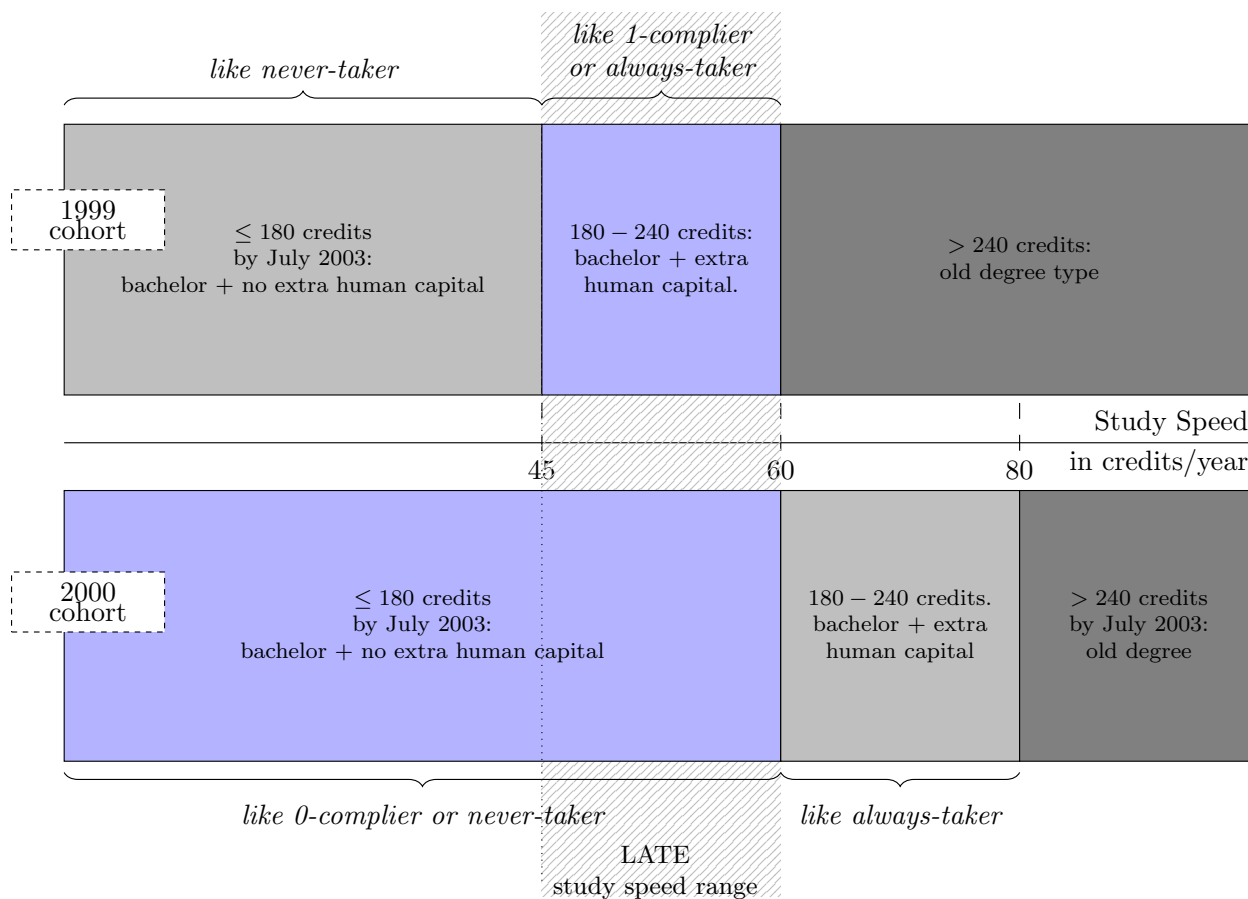 like 1-complier
or always-taker
like never-taker
1999
cohort
≤ 180 credits
by July 2003:
bachelor + no extra human capital
180 − 240 credits:
bachelor + extra
human capital.
> 240 credits:
old degree type
Study Speed
in credits/year
45
60
80
2000
cohort
≤ 180 credits
by July 2003:
bachelor + no extra human capital
180 − 240 credits.
bachelor + extra
human capital
> 240 credits
by July 2003:
old degree
like 0-complier or never-taker
like always-taker
LATE
study speed range